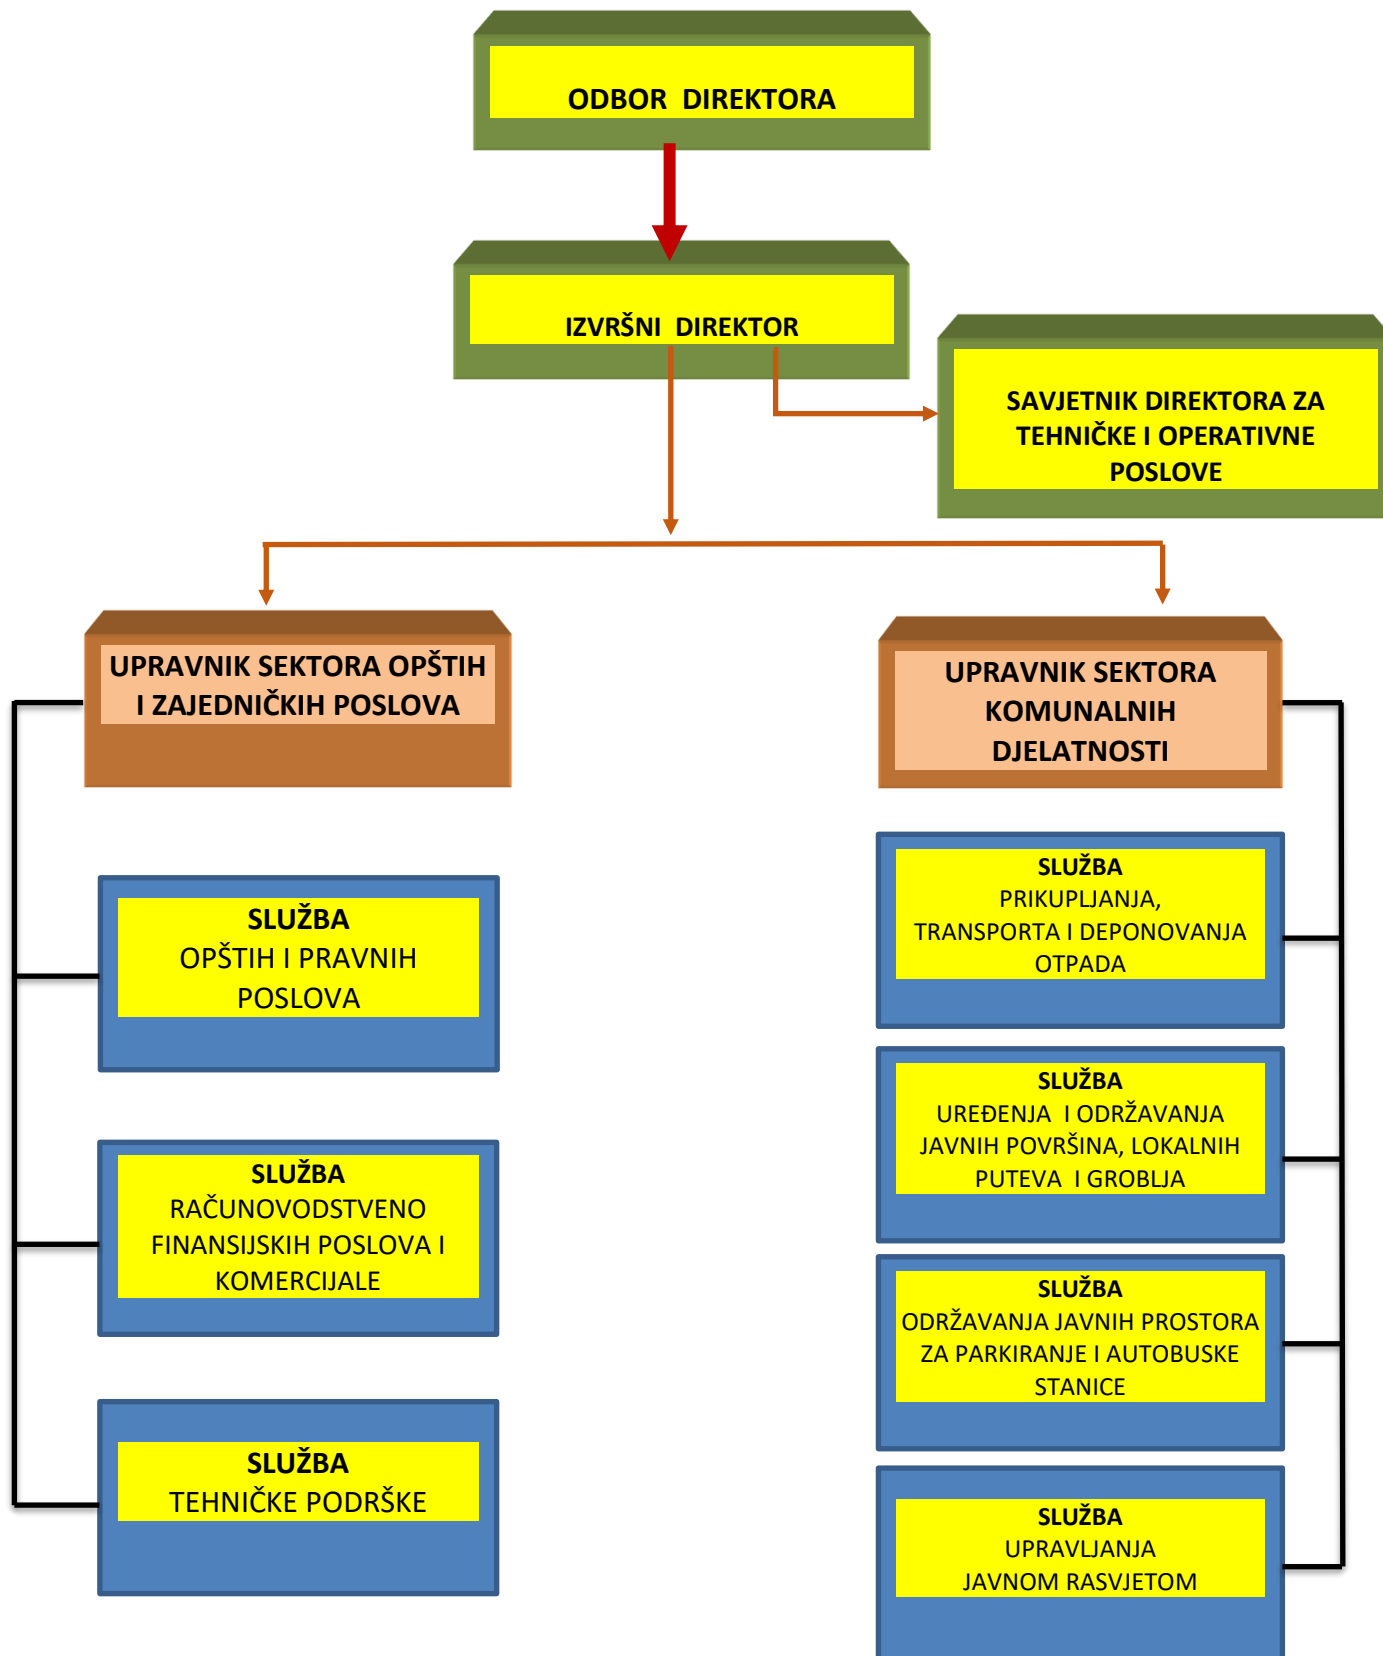 ODBOR DIREKTORA
IZVRŠNI DIREKTOR
SAVJETNIK DIREKTORA ZA
TEHNIČKE I OPERATIVNE
POSLOVE
UPRAVNIK SEKTORA OPŠTIH
I ZAJEDNIČKIH POSLOVA
SLUŽBA
OPŠTIH I PRAVNIH
POSLOVA
SLUŽBA
RAČUNOVODSTVENO
FINANSIJSKIH POSLOVA I
KOMERCIJALE
SLUŽBA
TEHNIČKE PODRŠKE
UPRAVNIK SEKTORA
KOMUNALNIH
DJELATNOSTI
SLUŽBA
PRIKUPLJANJA,
TRANSPORTA I DEPONOVANJA
OTPADA
SLUŽBA
UREĐENJA I ODRŽAVANJA
JAVNIH POVRŠINA, LOKALNIH
PUTEVA I GROBLJA
SLUŽBA
ODRŽAVANJA JAVNIH PROSTORA
ZA PARKIRANJE I AUTOBUSKE
STANICE
SLUŽBA
UPRAVLJANJA
JAVNOM RASVJETOM